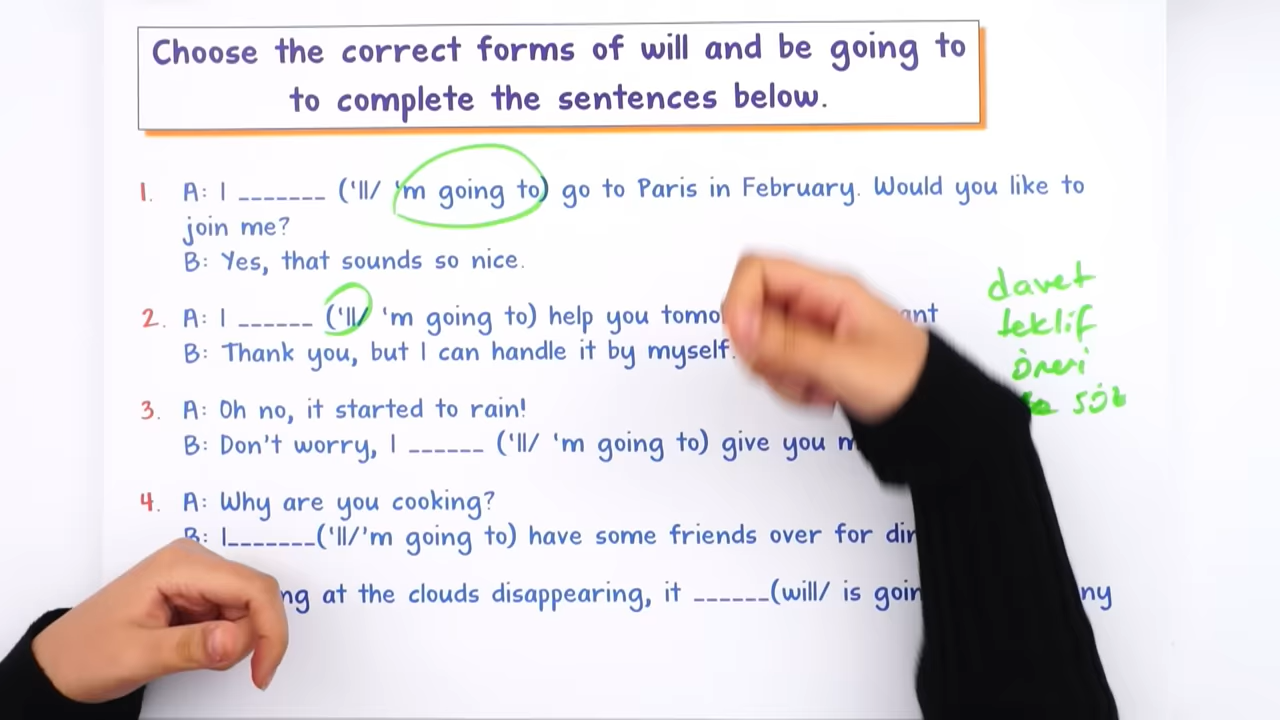 Choose the correct forms of will and be going to
to complete the sentences below.
1. A: I _______ ('ll/ 'm going to) go to Paris in February. Would you like to
join me?
B: Yes, that sounds so nice.
2. A: I ______ ('ll/ 'm going to) help you
B: Thank you, but I can handle it by myself.
3. A: Oh no, it started to rain!
B: Don't worry, I ______ ('ll/ 'm going to) give you
4. A: Why are you cooking?
B: I_______('ll/'m going to) have some friends over for
at the clouds disappearing, it ______(will/ is
davet
teklif
öneri
söz